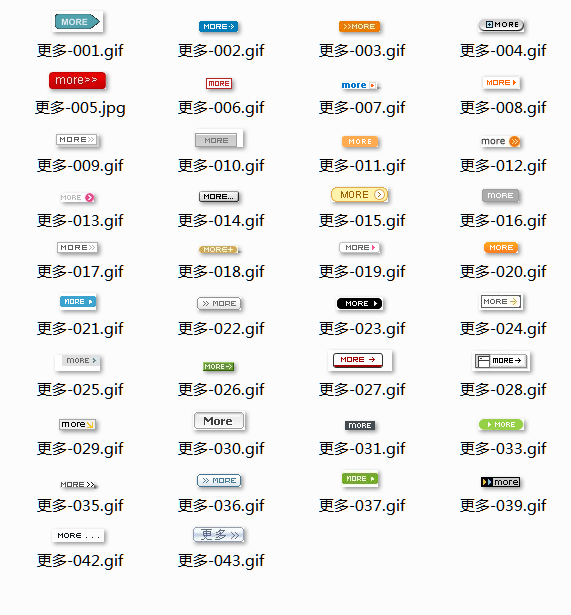 MORE MORE→ >>MORE MORE
更多-001.gif 更多-002.gif 更多-003.gif 更多-004.gif
more>> MORE more MORE
更多-005.jpg 更多-006.gif 更多-007.gif 更多-008.gif
MORE» MORE MORE more»
更多-009.gif 更多-010.gif 更多-011.gif 更多-012.gif
MORE MORE... MORE MORE
更多-013.gif 更多-014.gif 更多-015.gif 更多-016.gif
MORE» MORE+ MORE MORE
更多-017.gif 更多-018.gif 更多-019.gif 更多-020.gif
MORE » MORE MORE MORE→
更多-021.gif 更多-022.gif 更多-023.gif 更多-024.gif
MORE MORE→ MORE → MORE→
更多-025.gif 更多-026.gif 更多-027.gif 更多-028.gif
more More MORE MORE
更多-029.gif 更多-030.gif 更多-031.gif 更多-033.gif
MORE» » MORE MORE more
更多-035.gif 更多-036.gif 更多-037.gif 更多-039.gif
MORE ... 更多 »
更多-042.gif 更多-043.gif